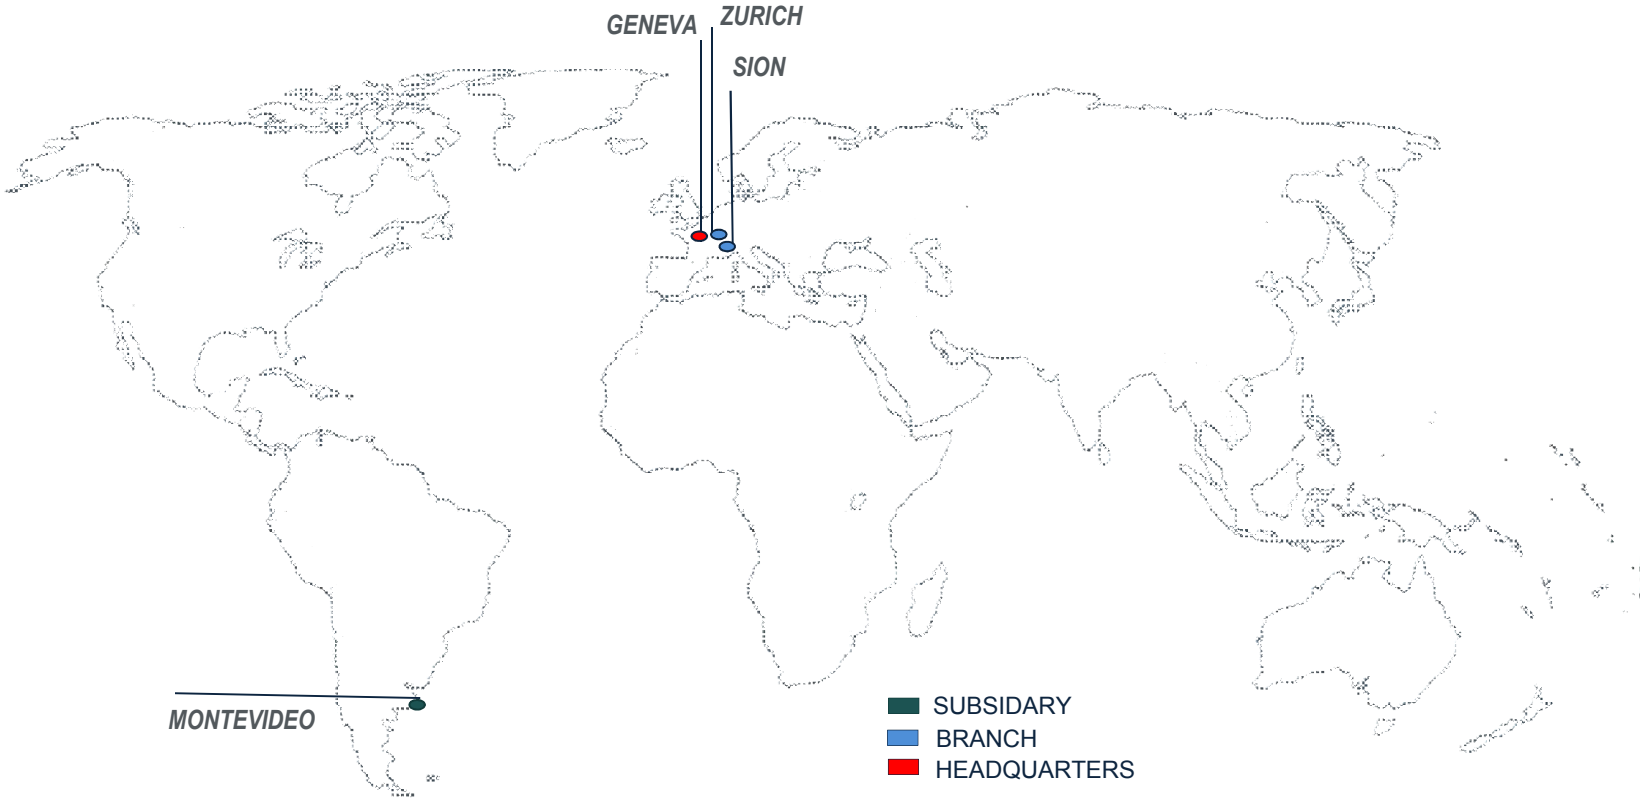 GENEVA
ZURICH
SION
MONTEVIDEO
SUBSIDARY
BRANCH
HEADQUARTERS